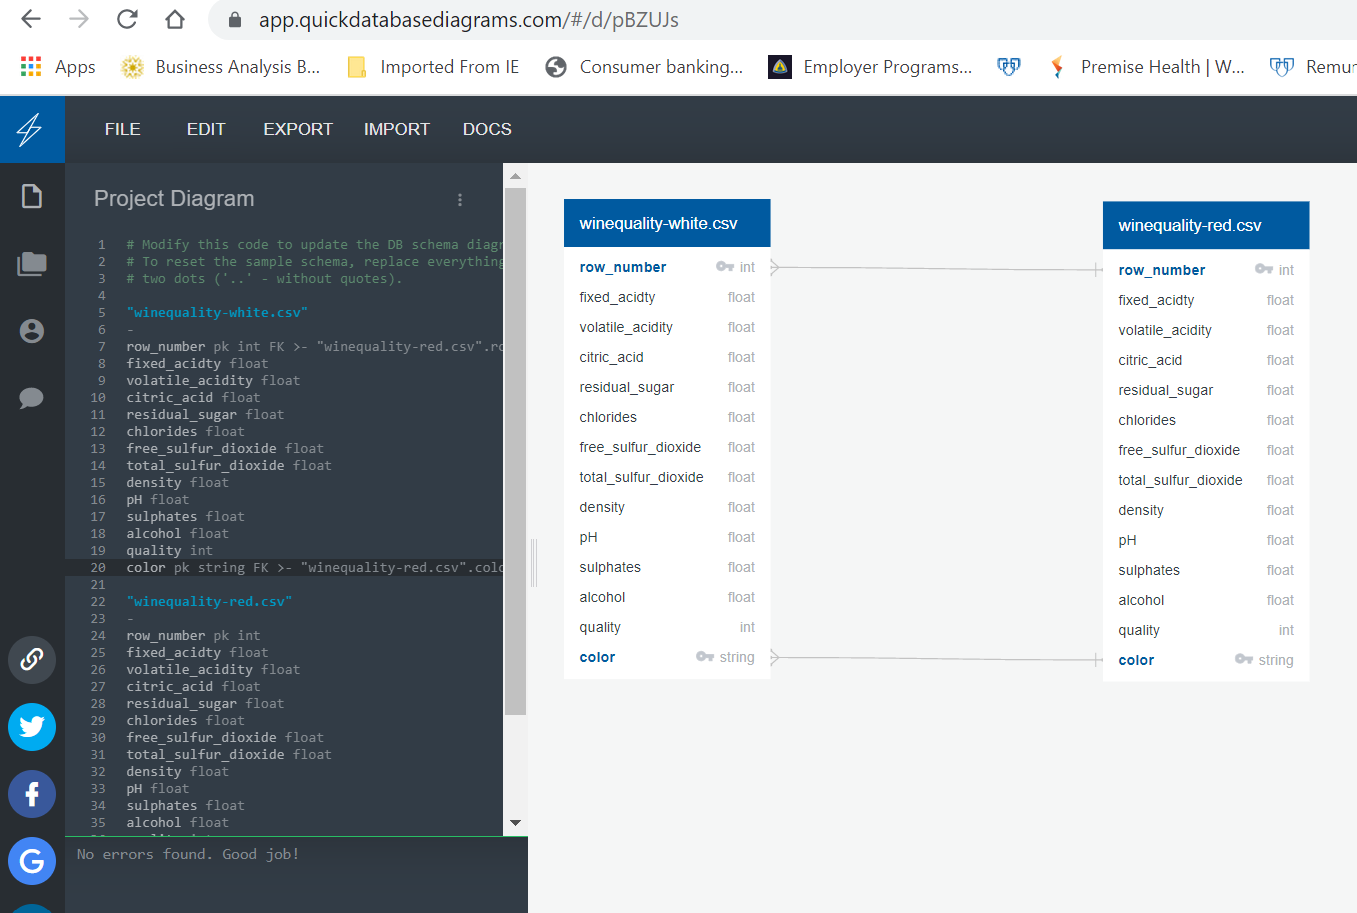 app.quickdatabasediagrams.com/#/d/pBZUJs
Apps
Business Analysis B...
Imported From IE
Consumer banking...
Employer Programs...
Premise Health | W...
Remur
FILE
EDIT
EXPORT
IMPORT
DOCS
Project Diagram
1 # Modify this code to update the DB schema diagr
2 # To reset the sample schema, replace everything
3 # two dots ('..' - without quotes).
4
5 "winequality-white.csv"
6 -
7 row_number pk int FK >- "winequality-red.csv".ro
8 fixed_acidty float
9 volatile_acidity float
10 citric_acid float
11 residual_sugar float
12 chlorides float
13 free_sulfur_dioxide float
14 total_sulfur_dioxide float
15 density float
16 pH float
17 sulphates float
18 alcohol float
19 quality int
20 color pk string FK >- "winequality-red.csv".colo
21
22 "winequality-red.csv"
23 -
24 row_number pk int
25 fixed_acidty float
26 volatile_acidity float
27 citric_acid float
28 residual_sugar float
29 chlorides float
30 free_sulfur_dioxide float
31 total_sulfur_dioxide float
32 density float
33 pH float
34 sulphates float
35 alcohol float
No errors found. Good job!
winequality-white.csv
row_number int
fixed_acidty float
volatile_acidity float
citric_acid float
residual_sugar float
chlorides float
free_sulfur_dioxide float
total_sulfur_dioxide float
density float
pH float
sulphates float
alcohol float
quality int
color string
winequality-red.csv
row_number int
fixed_acidty float
volatile_acidity float
citric_acid float
residual_sugar float
chlorides float
free_sulfur_dioxide float
total_sulfur_dioxide float
density float
pH float
sulphates float
alcohol float
quality int
color string